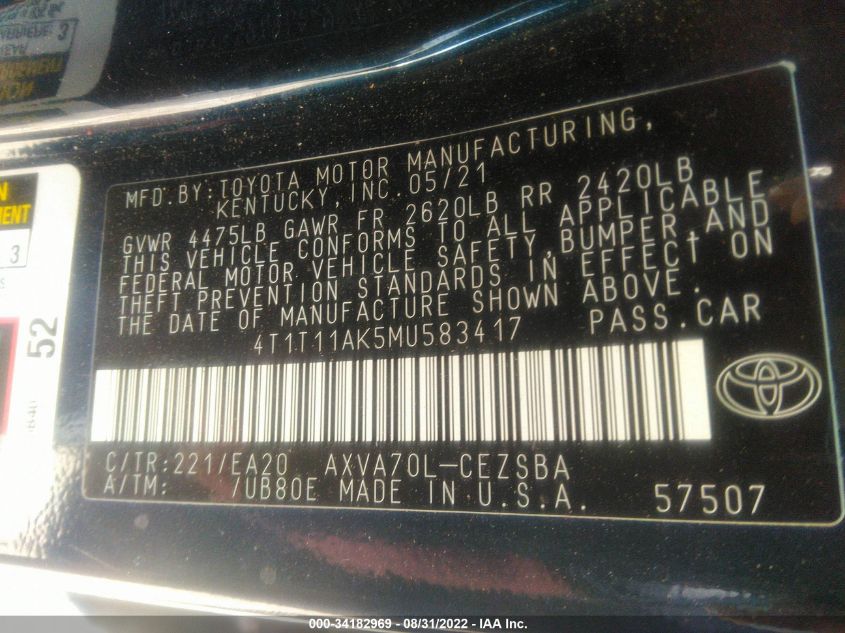 MFD. BY: TOYOTA MOTOR MANUFACTURING,
KENTUCKY, INC. 05/21
GVWR 4475LB GAWR FR 2620LB RR 2420LB
THIS VEHICLE CONFORMS TO ALL APPLICABLE
FEDERAL MOTOR VEHICLE SAFETY, BUMPER, AND
THEFT PREVENTION STANDARDS IN EFFECT ON
THE DATE OF MANUFACTURE SHOWN ABOVE.
4T1T11AK5MU583417 PASS. CAR
C/TR: 221/EA20 AXVA70L-CEZSBA
A/TM: /UB80E MADE IN U.S.A. 57507
3
52
000-34182969 - 08/31/2022 - IAA Inc.